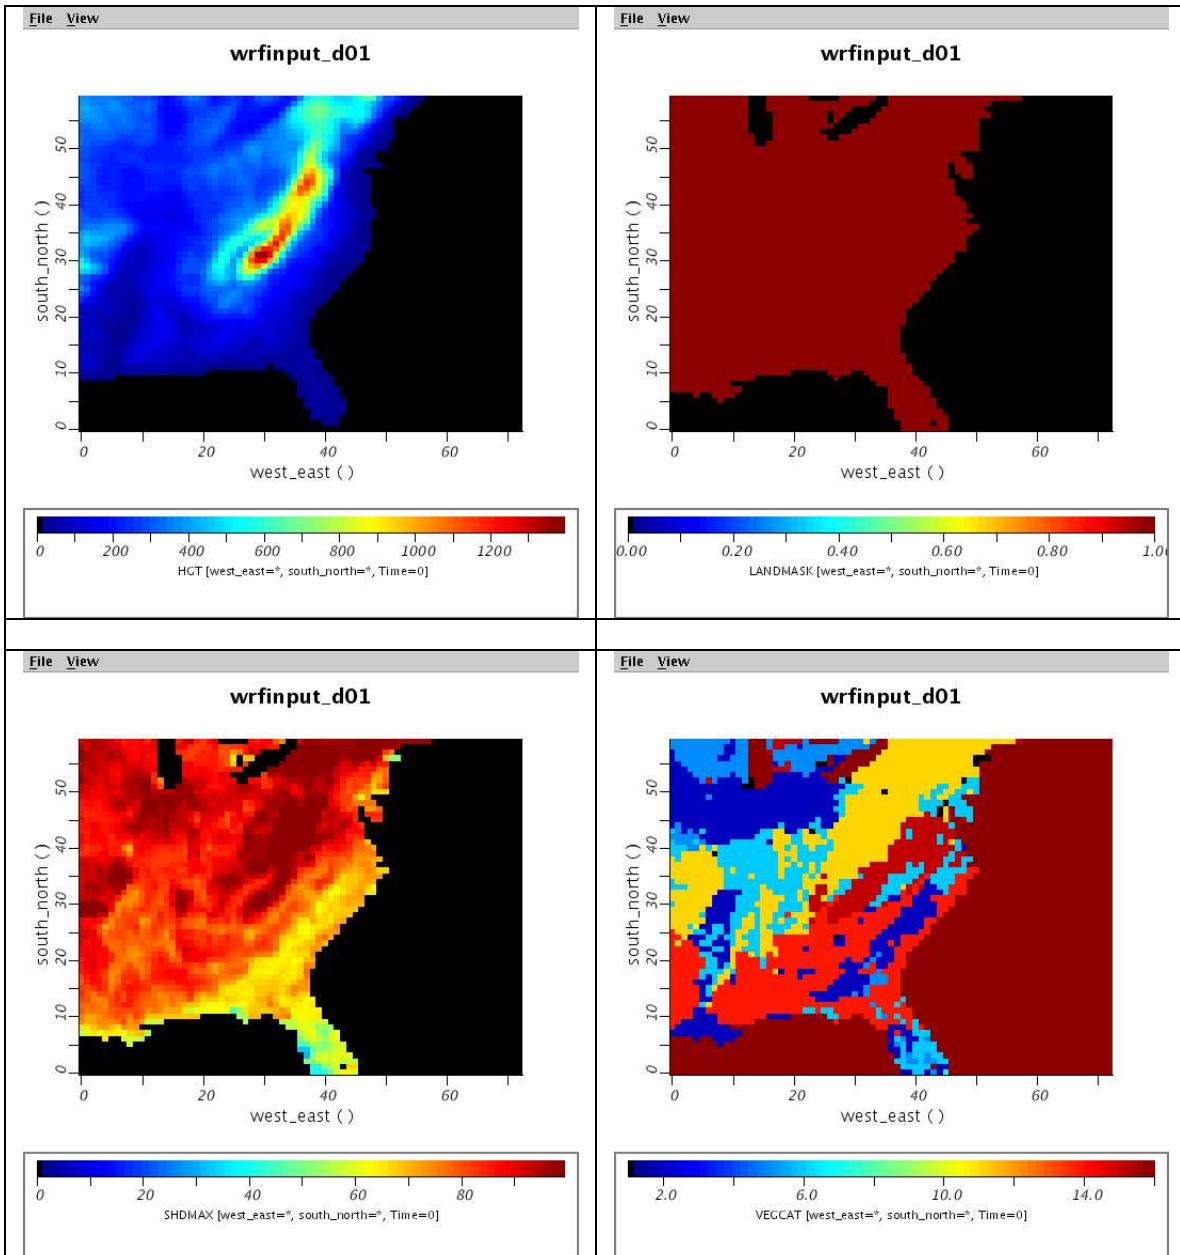 File View
wrfinput_d01
50
40
30
20
10
0
south_north ( )
0 20 40 60
west_east ( )
0 200 400 600 800 1000 1200
HGT [west_east=*, south_north=*, Time=0]
File View
wrfinput_d01
50
40
30
20
10
0
south_north ( )
0 20 40 60
west_east ( )
0.00 0.20 0.40 0.60 0.80 1.0
LANDMASK [west_east=*, south_north=*, Time=0]
File View
wrfinput_d01
50
40
30
20
10
0
south_north ( )
0 20 40 60
west_east ( )
0 20 40 60 80
SHDMAX [west_east=*, south_north=*, Time=0]
File View
wrfinput_d01
50
40
30
20
10
0
south_north ( )
0 20 40 60
west_east ( )
2.0 6.0 10.0 14.0
VEGCAT [west_east=*, south_north=*, Time=0]